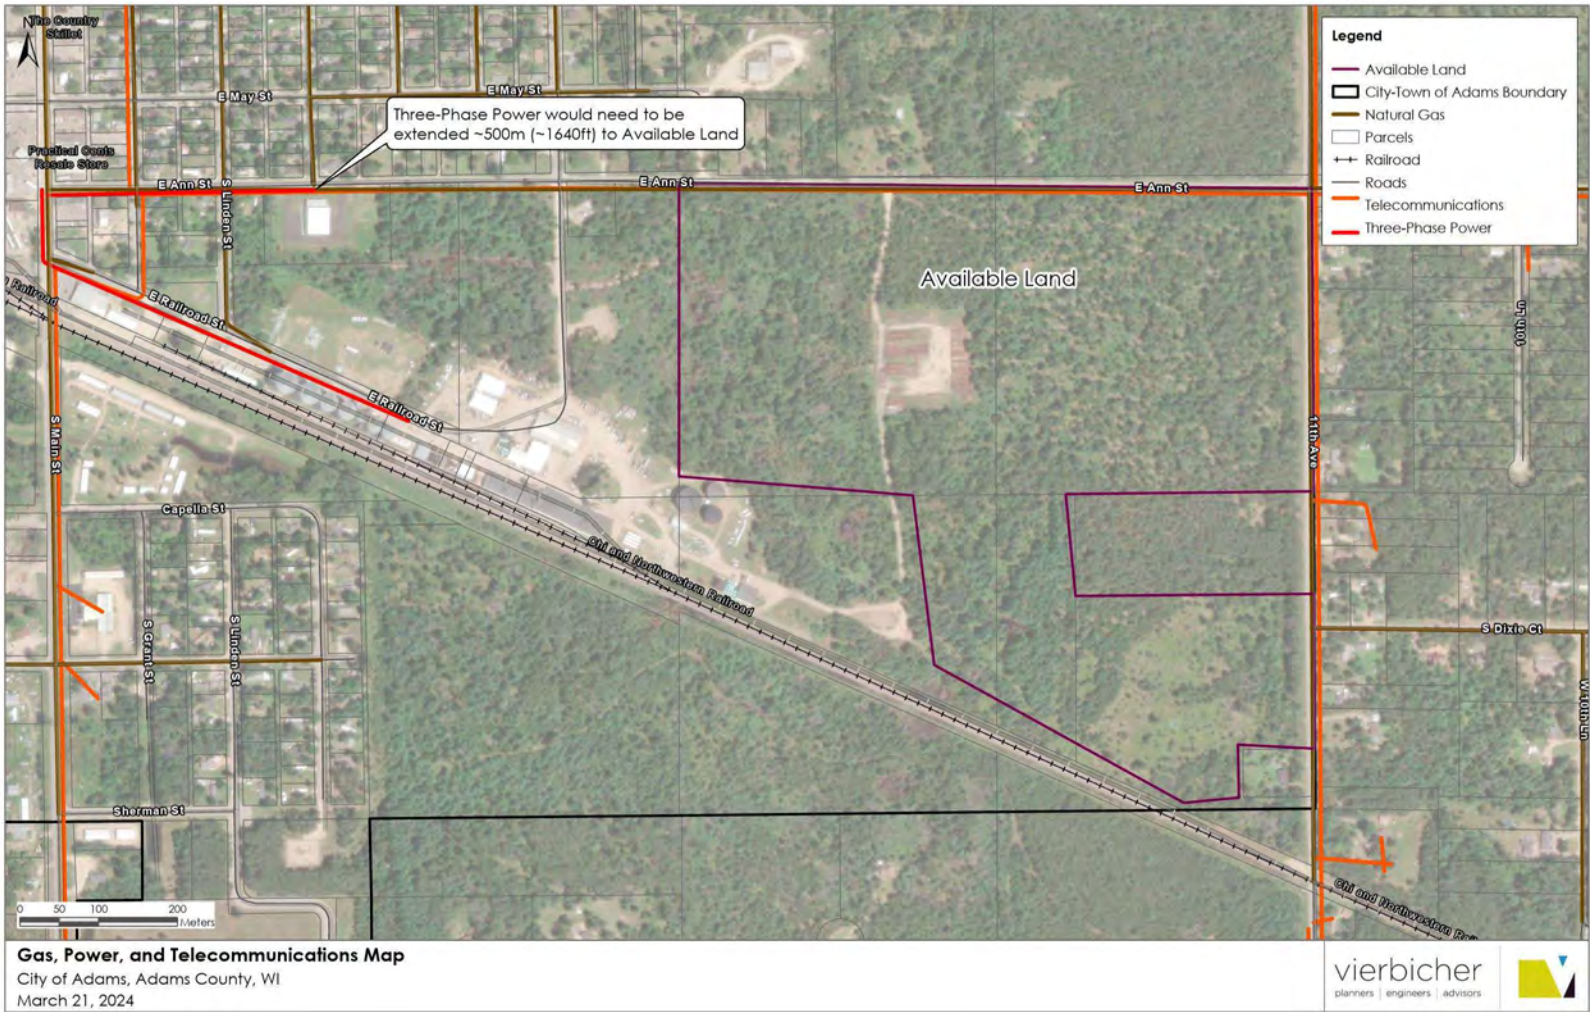 N
The Country
Skillet
E May St
E May St
Three-Phase Power would need to be
extended ~500m (~1640ft) to Available Land
Practical Cents
Resale Store
E Ann St
E Ann St
E Ann St
S Linden St
Available Land
Railroad
E Railroad St
E Railroad St
S Main St
11th Ave
10th Ln
Capella St
Chi and Northwestern Railroad
S Grant St
S Linden St
S Dixie Ct
W 10th Ln
Sherman St
Chi and Northwestern Rail
0 50 100 200
Meters
Legend
Available Land
City-Town of Adams Boundary
Natural Gas
Parcels
Railroad
Roads
Telecommunications
Three-Phase Power
Gas, Power, and Telecommunications Map
City of Adams, Adams County, WI
March 21, 2024
vierbicher
planners | engineers | advisors